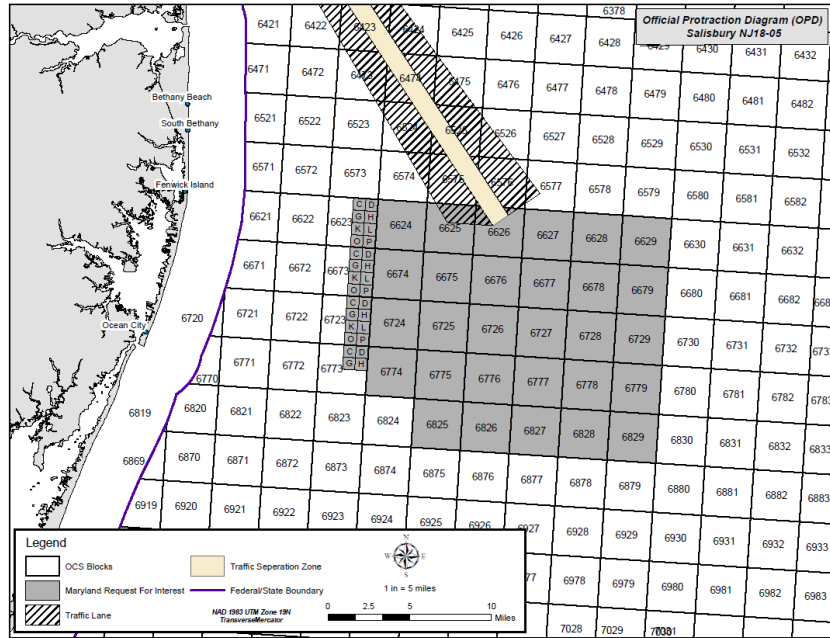 Official Protraction Diagram (OPD)
Salisbury NJ18-05
6378
6421 6422 6423 6424 6425 6426 6427 6428 6429 6430 6431 6432
6471 6472 6473 6474 6475 6476 6477 6478 6479 6480 6481 6482
Bethany Beach
South Bethany
6521 6522 6523 6524 6525 6526 6527 6528 6529 6530 6531 6532
Fenwick Island
6571 6572 6573 6574 6575 6576 6577 6578 6579 6580 6581 6582
C D
G H
K L
O P
6621 6622 6623 6624 6625 6626 6627 6628 6629 6630 6631 6632
C D
G H
K L
O P
6671 6672 6673 6674 6675 6676 6677 6678 6679 6680 6681 6682
C D
G H
K L
O P
Ocean City
6720 6721 6722 6723 6724 6725 6726 6727 6728 6729 6730 6731 6732
C D
G H
6770 6771 6772 6773 6774 6775 6776 6777 6778 6779 6780 6781 6782
6819 6820 6821 6822 6823 6824 6825 6826 6827 6828 6829 6830 6831 6832 6833
6869 6870 6871 6872 6873 6874 6875 6876 6877 6878 6879 6880 6881 6882 6883
6919 6920 6921 6922 6923 6924 6925 6926 6927 6928 6929 6930 6931 6932 6933
6978 6979 6980 6981 6982 6983
7028 7029
Legend
OCS Blocks
Maryland Request For Interest
Traffic Lane
Traffic Seperation Zone
Federal/State Boundary
NAD 1983 UTM Zone 19N
TransverseMercator
N
W E
S
1 in = 5 miles
0 2.5 5 10
Miles